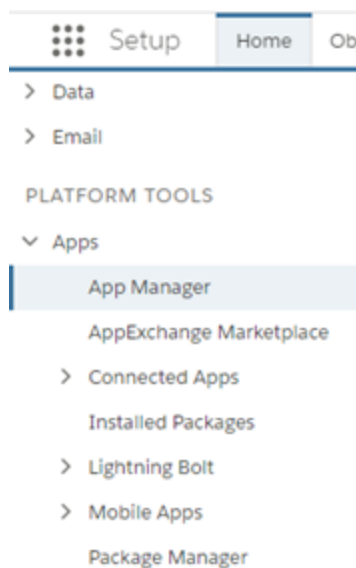 Setup Home Ob
Data
Email
PLATFORM TOOLS
Apps
App Manager
AppExchange Marketplace
Connected Apps
Installed Packages
Lightning Bolt
Mobile Apps
Package Manager